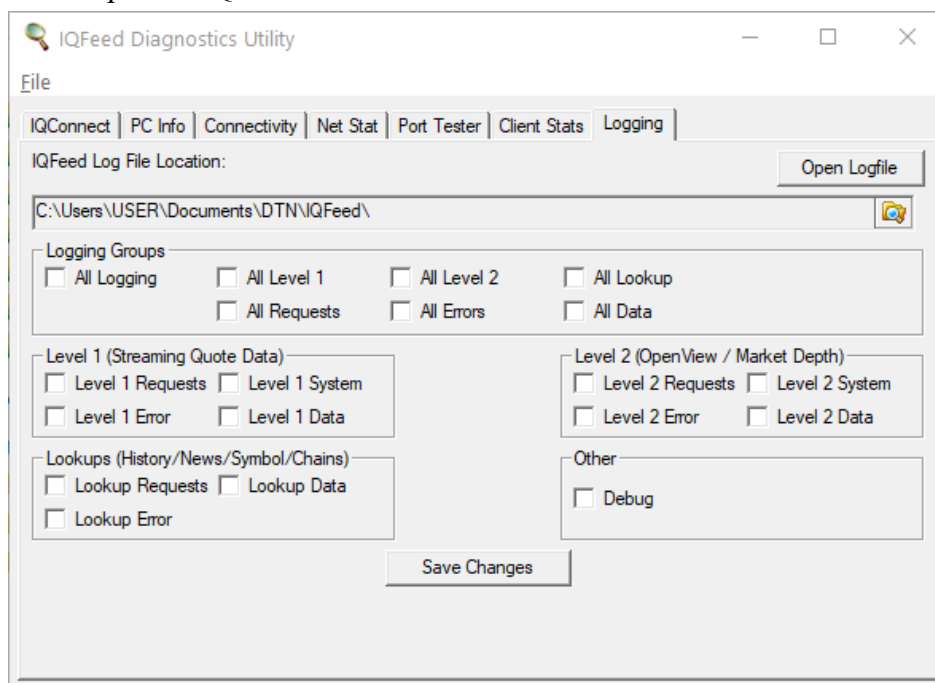 IQFeed Diagnostics Utility
File
IQConnect PC Info Connectivity Net Stat Port Tester Client Stats Logging
IQFeed Log File Location:
Open Logfile
C:\Users\USER\Documents\DTN\IQFeed\
Logging Groups
All Logging All Level 1 All Level 2 All Lookup
All Requests All Errors All Data
Level 1 (Streaming Quote Data)
Level 1 Requests Level 1 System
Level 1 Error Level 1 Data
Level 2 (OpenView / Market Depth)
Level 2 Requests Level 2 System
Level 2 Error Level 2 Data
Lookups (History/News/Symbol/Chains)
Lookup Requests Lookup Data
Lookup Error
Other
Debug
Save Changes